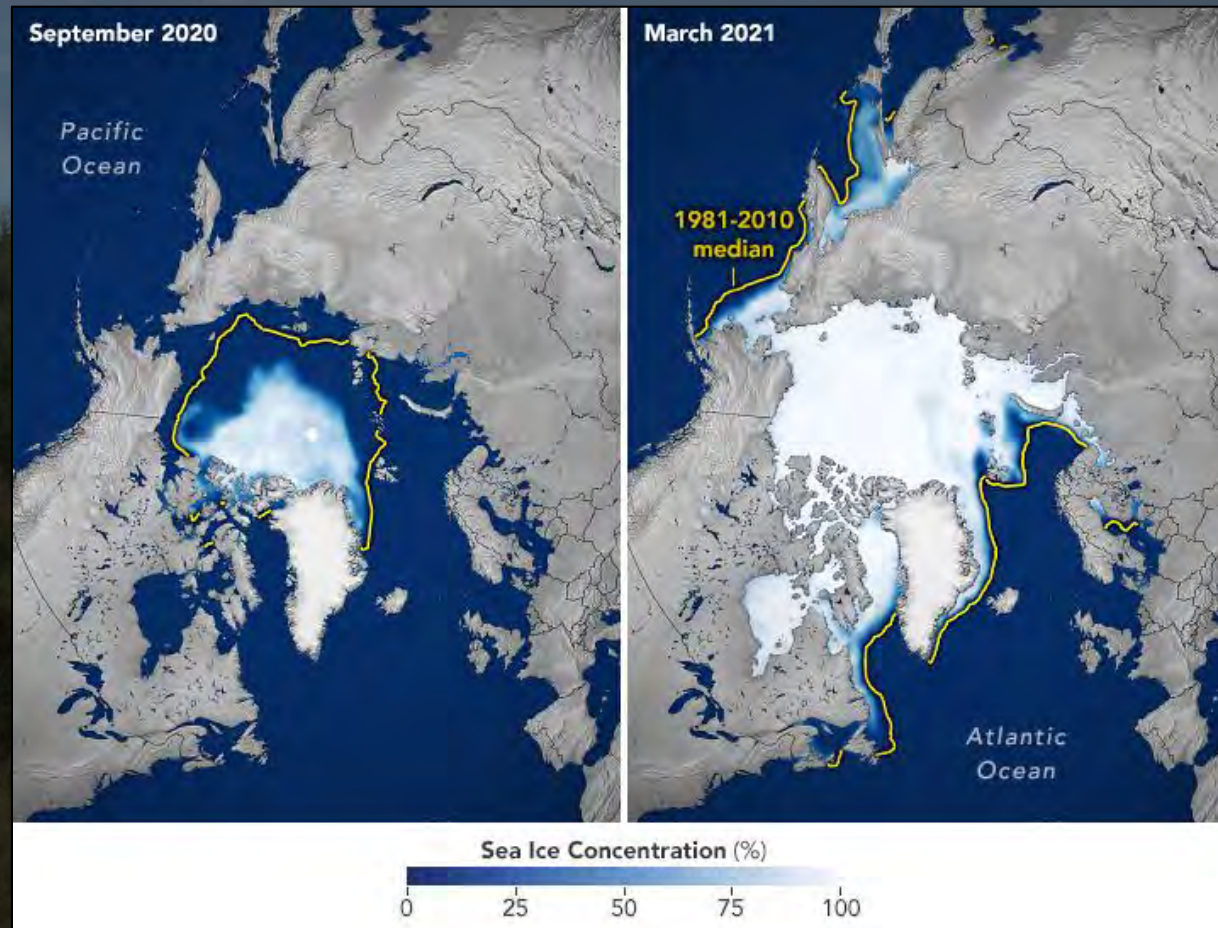 September 2020
Pacific
Ocean
March 2021
1981-2010
median
Atlantic
Ocean
Sea Ice Concentration (%)
0 25 50 75 100